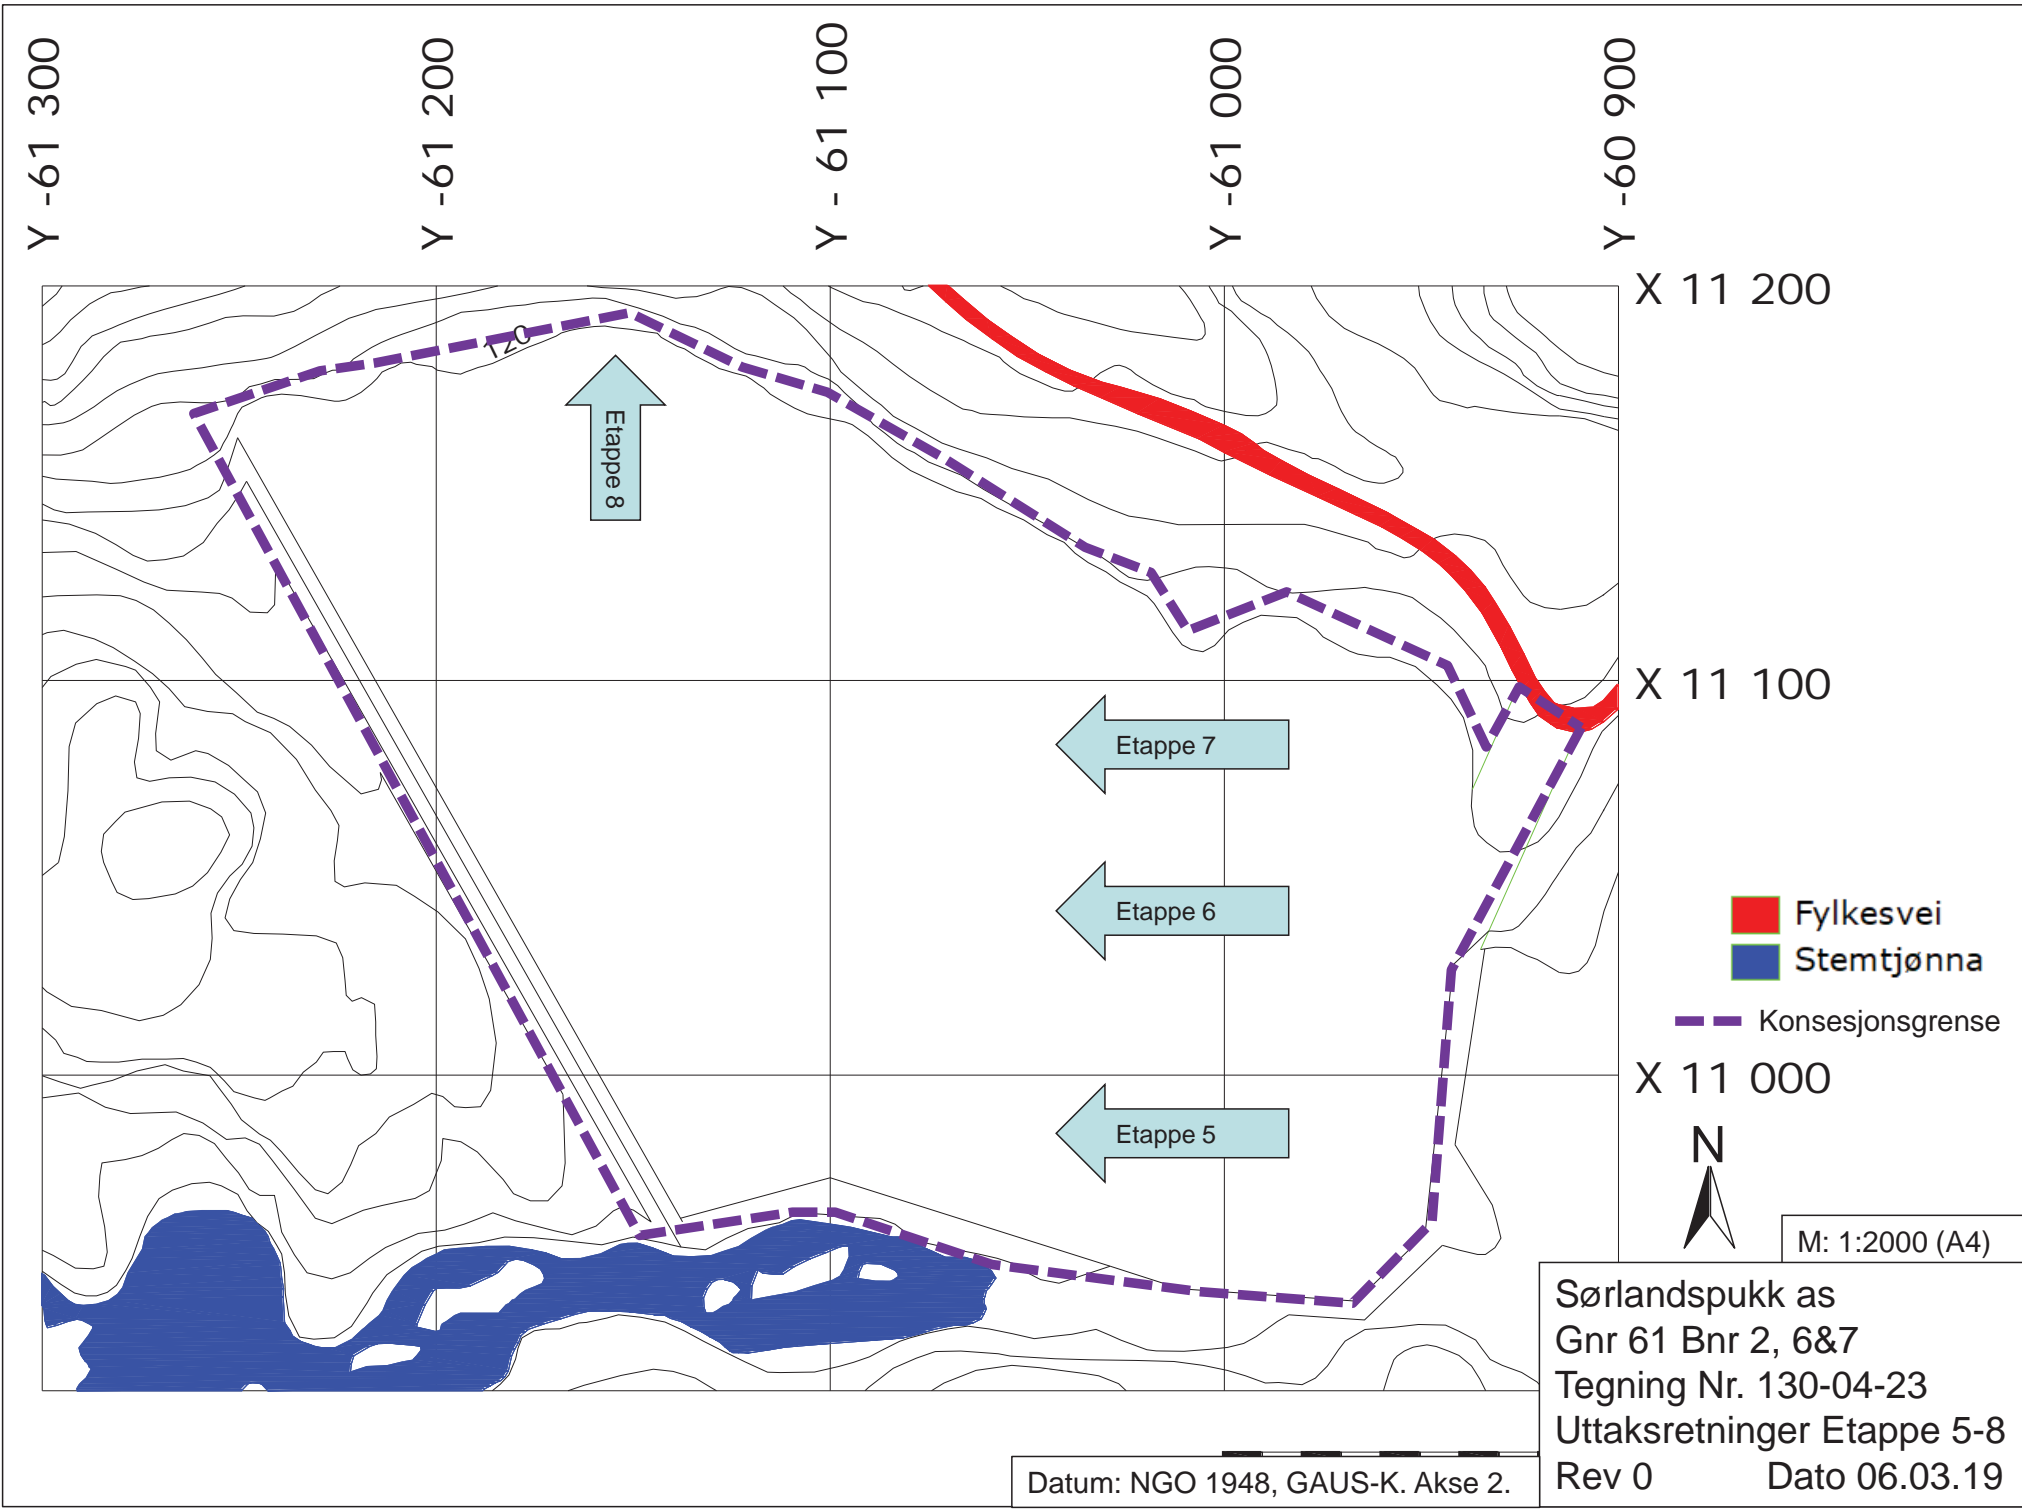 Y -61 300
Y -61 200
Y - 61 100
Y -61 000
Y -60 900
X 11 200
120
Etappe 8
X 11 100
Etappe 7
Etappe 6
Fylkesvei
Stemtjønna
Konsesjonsgrense
X 11 000
Etappe 5
N
M: 1:2000 (A4)
Sørlandspukk as
Gnr 61 Bnr 2, 6&7
Tegning Nr. 130-04-23
Uttaksretninger Etappe 5-8
Rev 0 Dato 06.03.19
Datum: NGO 1948, GAUS-K. Akse 2.